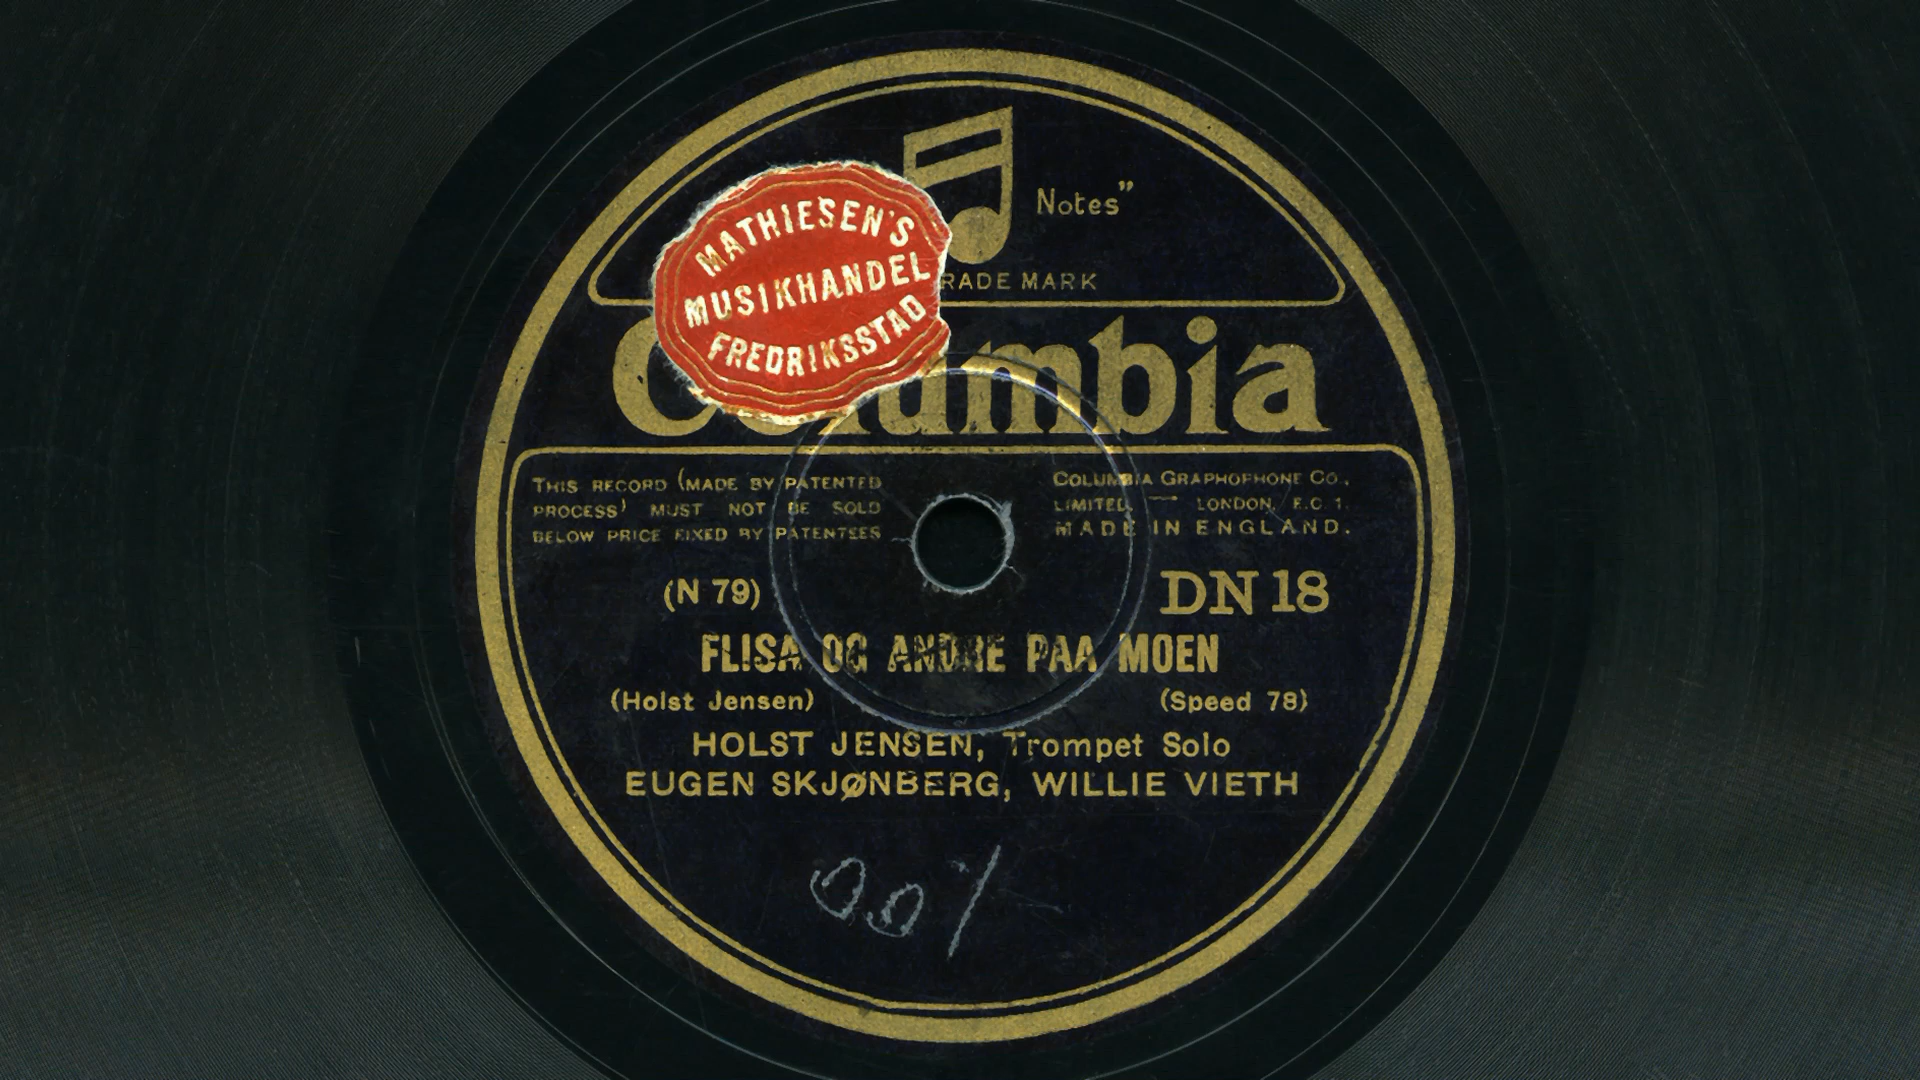 Notes”
RADE MARK
MATHIESEN'S
MUSIKHANDEL
FREDRIKSSTAD
Columbia
THIS RECORD (MADE BY PATENTED
PROCESS) MUST NOT BE SOLD
BELOW PRICE FIXED BY PATENTEES
COLUMBIA GRAPHOPHONE CO.,
LIMITED. — LONDON, E.C.1.
MADE IN ENGLAND.
(N 79)
DN 18
FLISA OG ANDRE PAA MOEN
(Holst Jensen) (Speed 78)
HOLST JENSEN, Trompet Solo
EUGEN SKJØNBERG, WILLIE VIETH